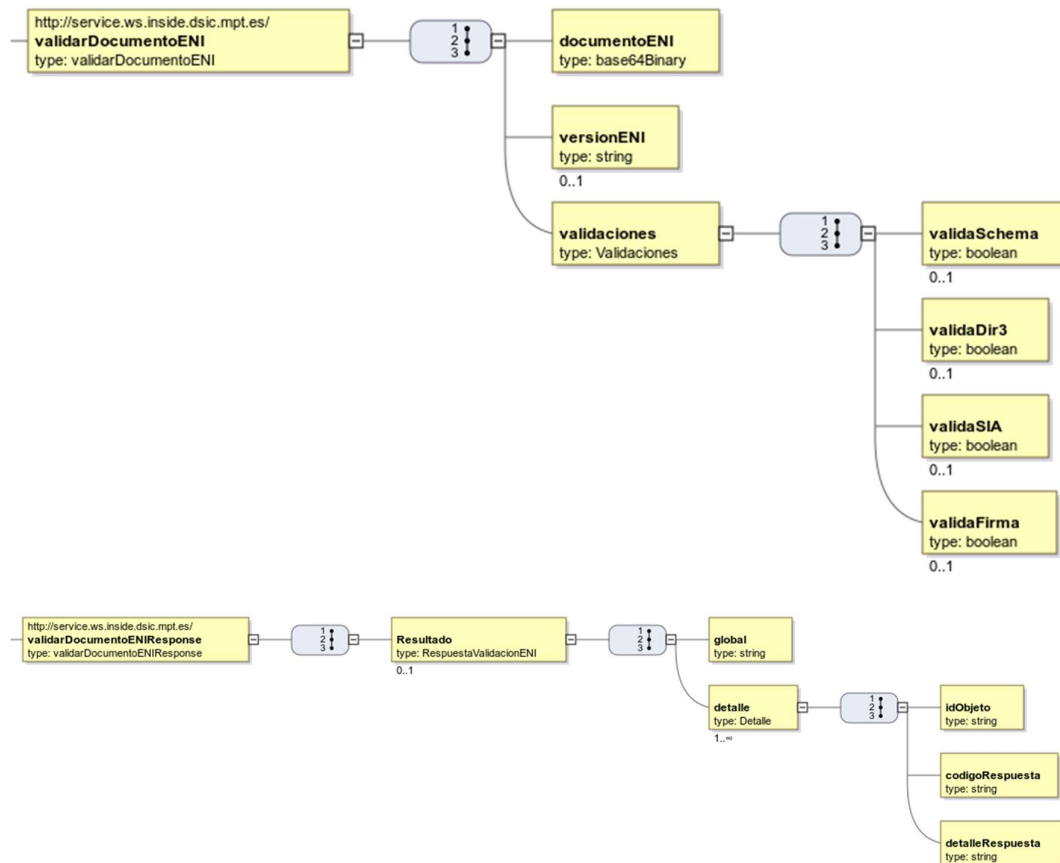 http://service.ws.inside.dsic.mpt.es/
validarDocumentoENI
type: validarDocumentoENI
1
2
3
documentoENI
type: base64Binary
versionENI
type: string
0..1
validaciones
type: Validaciones
1
2
3
validaSchema
type: boolean
0..1
validaDir3
type: boolean
0..1
validaSIA
type: boolean
0..1
validaFirma
type: boolean
0..1
http://service.ws.inside.dsic.mpt.es/
validarDocumentoENIResponse
type: validarDocumentoENIResponse
1
2
3
Resultado
type: RespuestaValidacionENI
0..1
1
2
3
global
type: string
detalle
type: Detalle
1..∞
1
2
3
idObjeto
type: string
codigoRespuesta
type: string
detalleRespuesta
type: string